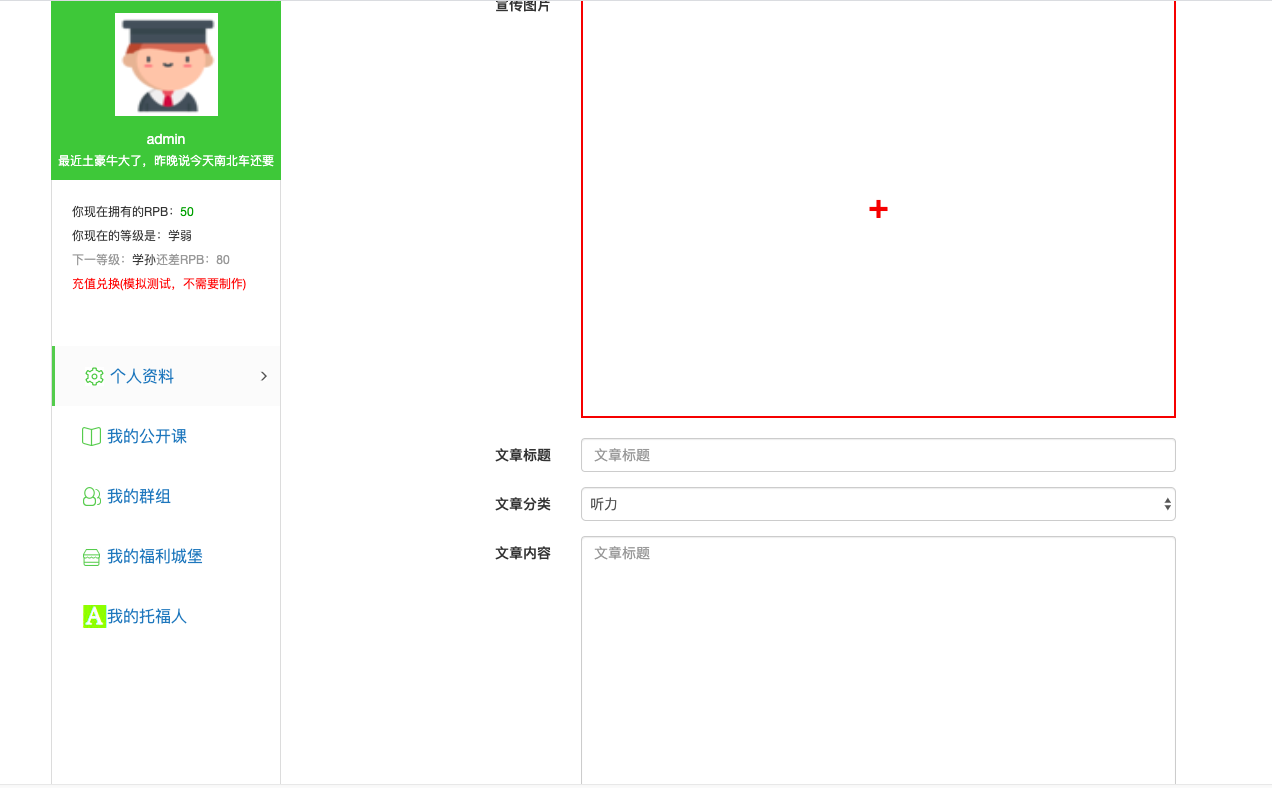 宣传图片
admin
最近土豪牛大了，昨晚说今天南北车还要
你现在拥有的RPB：50
你现在的等级是：学弱
下一等级：学孙还差RPB：80
充值兑换(模拟测试，不需要制作)
个人资料
我的公开课
我的群组
我的福利城堡
A我的托福人
文章标题 文章标题
文章分类 听力
文章内容 文章标题